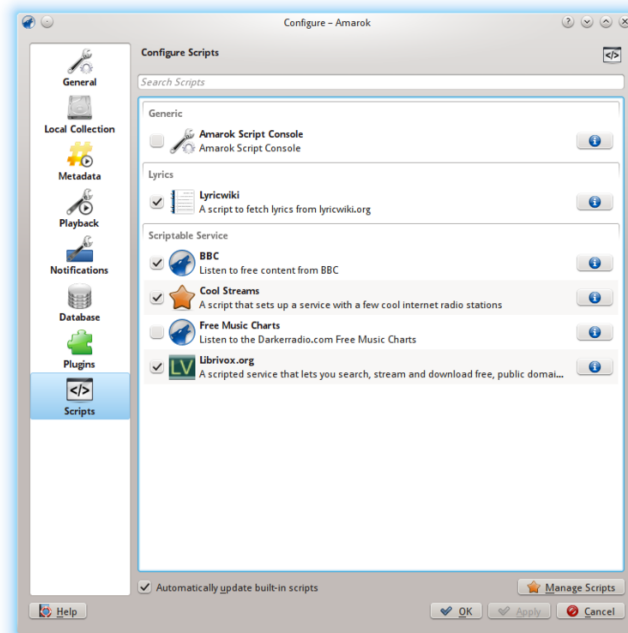 Configure – Amarok
General
Local Collection
Metadata
Playback
Notifications
Database
Plugins
</>
Scripts
Configure Scripts
</>
Search Scripts
Generic
Amarok Script Console
Amarok Script Console
Lyrics
Lyricwiki
A script to fetch lyrics from lyricwiki.org
Scriptable Service
BBC
Listen to free content from BBC
Cool Streams
A script that sets up a service with a few cool internet radio stations
Free Music Charts
Listen to the Darkerradio.com Free Music Charts
LV
Librivox.org
A scripted service that lets you search, stream and download free, public domai...
Automatically update built-in scripts
Manage Scripts
Help
OK
Apply
Cancel